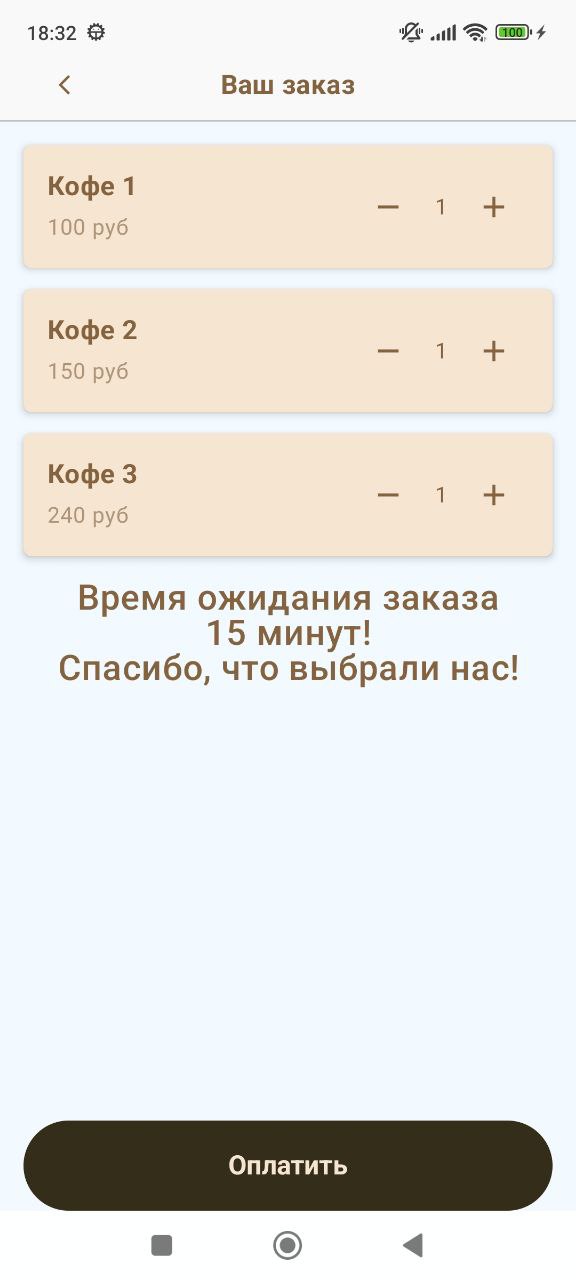 18:32
100
Ваш заказ
Кофе 1
100 руб
1
Кофе 2
150 руб
1
Кофе 3
240 руб
1
Время ожидания заказа
15 минут!
Спасибо, что выбрали нас!
Оплатить